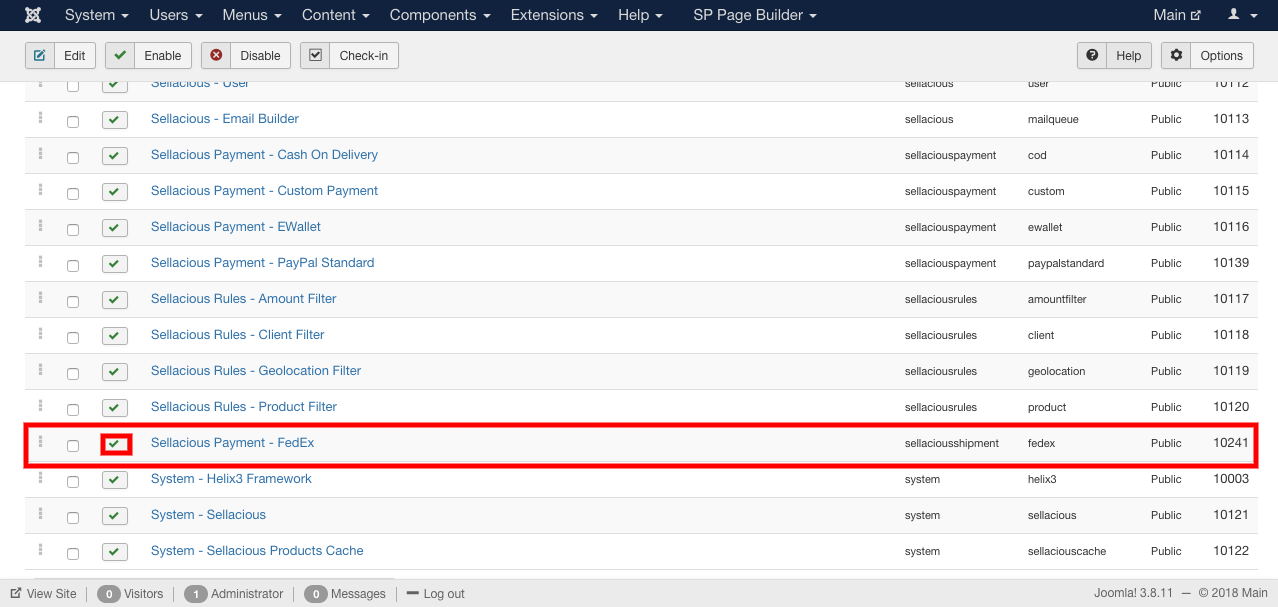 System Users Menus Content Components Extensions Help SP Page Builder Main
Edit Enable Disable Check-in Help Options
Sellacious - User sellacious user Public 10112
Sellacious - Email Builder sellacious mailqueue Public 10113
Sellacious Payment - Cash On Delivery sellaciouspayment cod Public 10114
Sellacious Payment - Custom Payment sellaciouspayment custom Public 10115
Sellacious Payment - EWallet sellaciouspayment ewallet Public 10116
Sellacious Payment - PayPal Standard sellaciouspayment paypalstandard Public 10139
Sellacious Rules - Amount Filter sellaciousrules amountfilter Public 10117
Sellacious Rules - Client Filter sellaciousrules client Public 10118
Sellacious Rules - Geolocation Filter sellaciousrules geolocation Public 10119
Sellacious Rules - Product Filter sellaciousrules product Public 10120
Sellacious Payment - FedEx sellaciousshipment fedex Public 10241
System - Helix3 Framework system helix3 Public 10003
System - Sellacious system sellacious Public 10121
System - Sellacious Products Cache system sellaciouscache Public 10122
View Site 0 Visitors 1 Administrator 0 Messages Log out Joomla! 3.8.11 — © 2018 Main